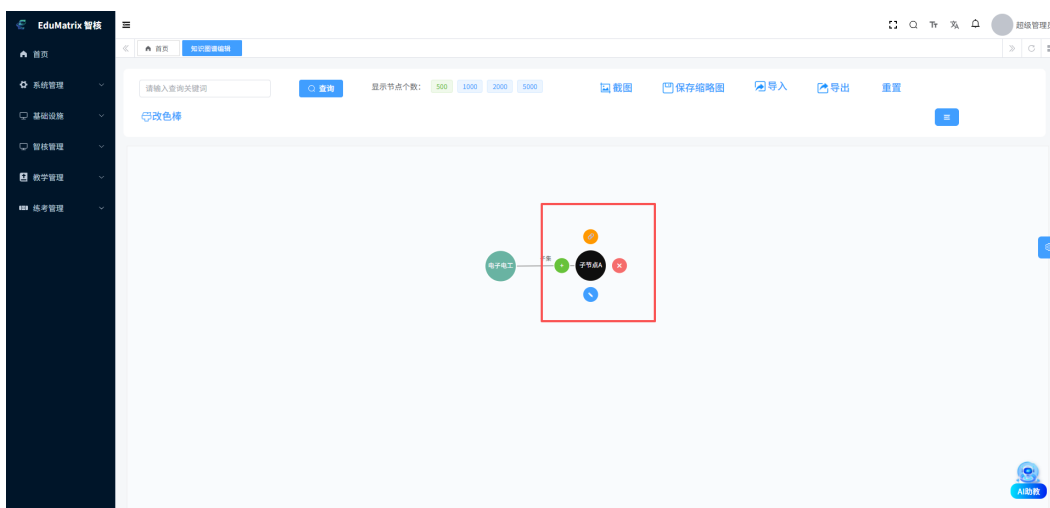 EduMatrix 智核
超级管理员
首页
知识图谱编辑
首页
系统管理
基础设施
智核管理
教学管理
练考管理
请输入查询关键词
查询
显示节点个数：
500
1000
2000
5000
截图
保存缩略图
导入
导出
重置
改色棒
电子电工
子节点A
AI助教